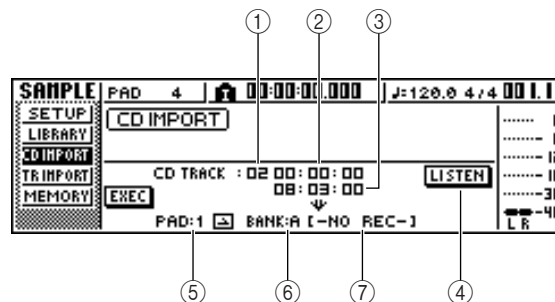 ① ② ③
SAMPLE PAD 4 00:00:00.000 ♩=120.0 4/4 001.1
SETUP
CD IMPORT
LIBRARY
CD IMPORT
CD TRACK : 02 00:00:00
LISTEN
TR IMPORT
08:03:00
MEMORY
EXEC
PAD:1 BANK:A [-NO REC-]
L R
④
⑤ ⑥ ⑦